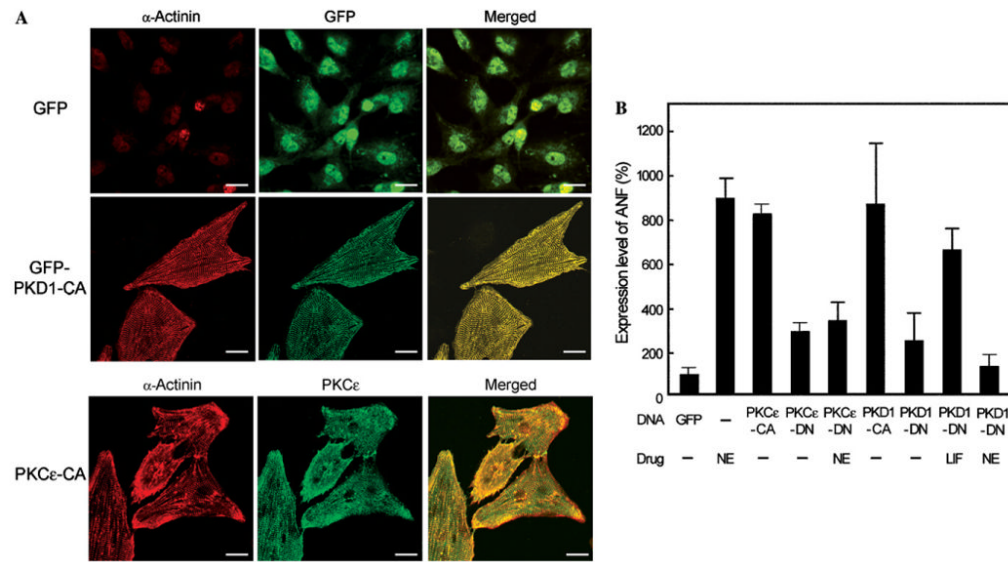 A
α-Actinin GFP Merged
GFP
GFP-
PKD1-CA
α-Actinin PKCε Merged
PKCε-CA
B
Expression level of ANF (%)
1200
1000
800
600
400
200
0
DNA GFP – PKCε PKCε PKCε PKD1 PKD1 PKD1 PKD1
-CA -DN -DN -CA -DN -DN -DN
Drug – NE – – NE – – LIF NE